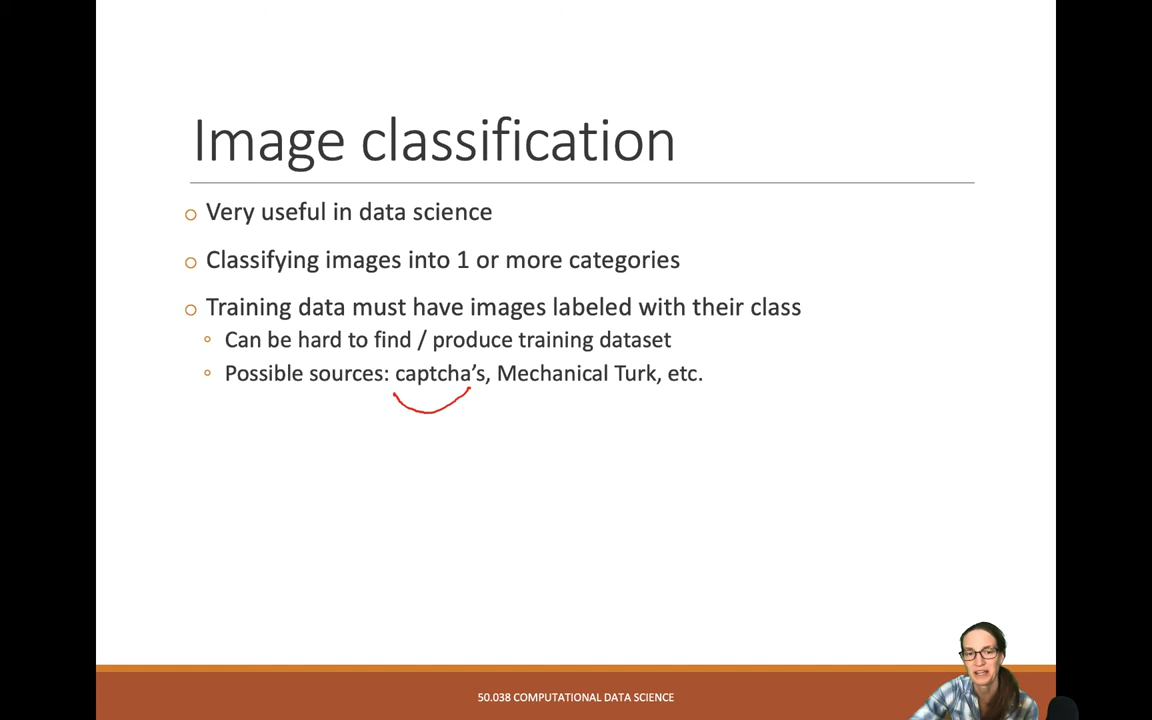 Image classification
Very useful in data science
Classifying images into 1 or more categories
Training data must have images labeled with their class
Can be hard to find / produce training dataset
Possible sources: captcha's, Mechanical Turk, etc.
50.038 COMPUTATIONAL DATA SCIENCE